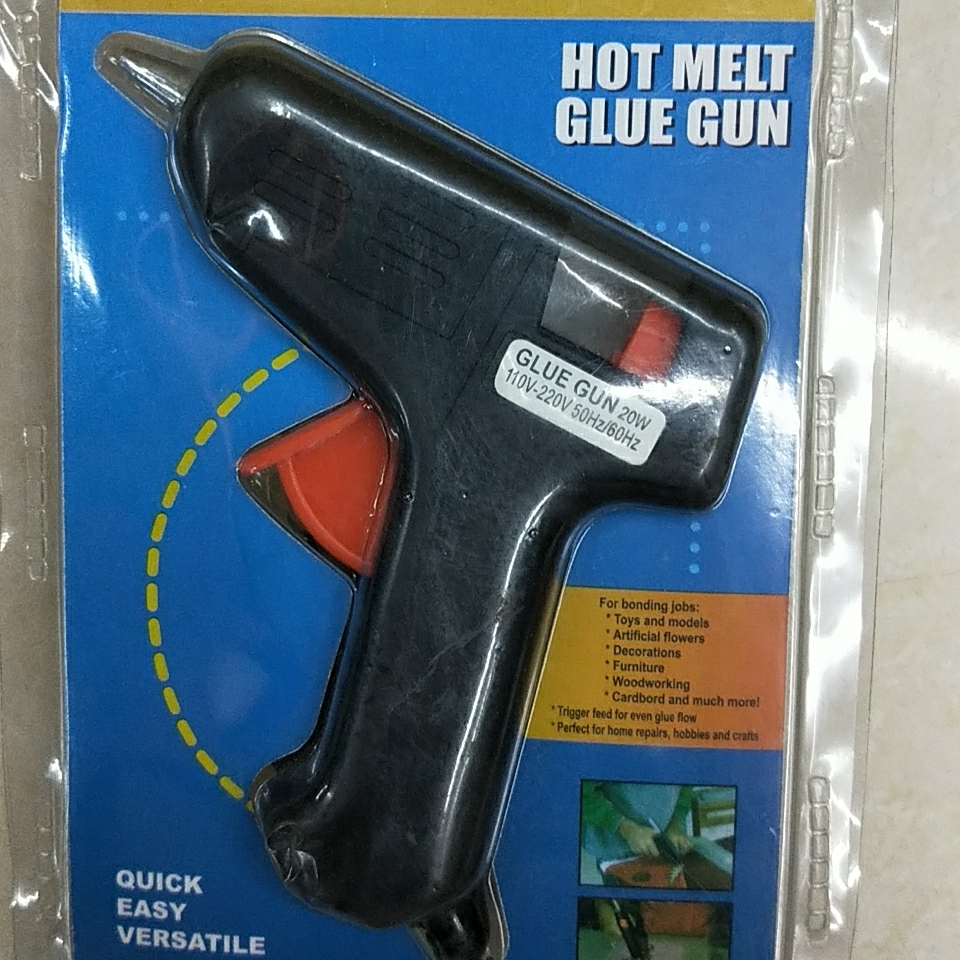 HOT MELT
GLUE GUN
GLUE GUN 20W
110V-220V 50Hz/60Hz
For bonding jobs:
* Toys and models
* Artificial flowers
* Decorations
* Furniture
* Woodworking
* Cardbord and much more!
* Trigger feed for even glue flow
* Perfect for home repairs, hobbies and crafts
QUICK
EASY
VERSATILE